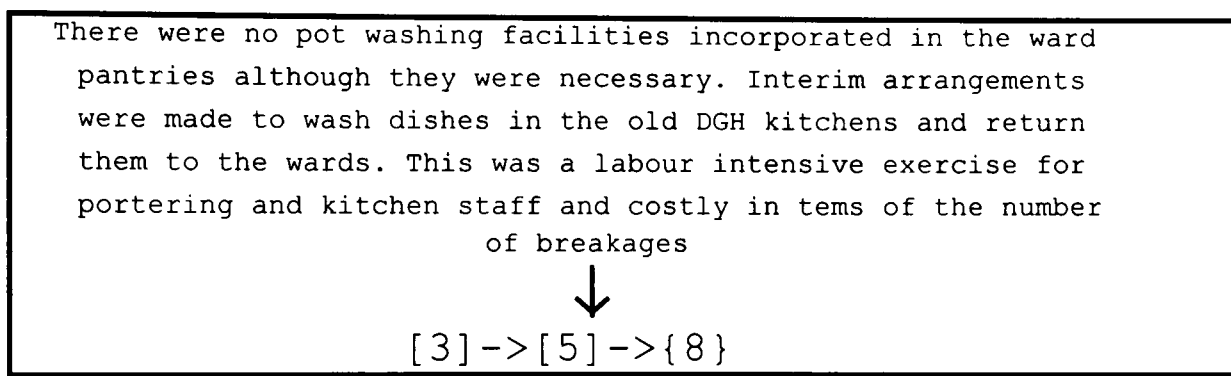 There were no pot washing facilities incorporated in the ward
pantries although they were necessary. Interim arrangements
were made to wash dishes in the old DGH kitchens and return
them to the wards. This was a labour intensive exercise for
portering and kitchen staff and costly in tems of the number
of breakages
↓
[3]->[5]->{8}